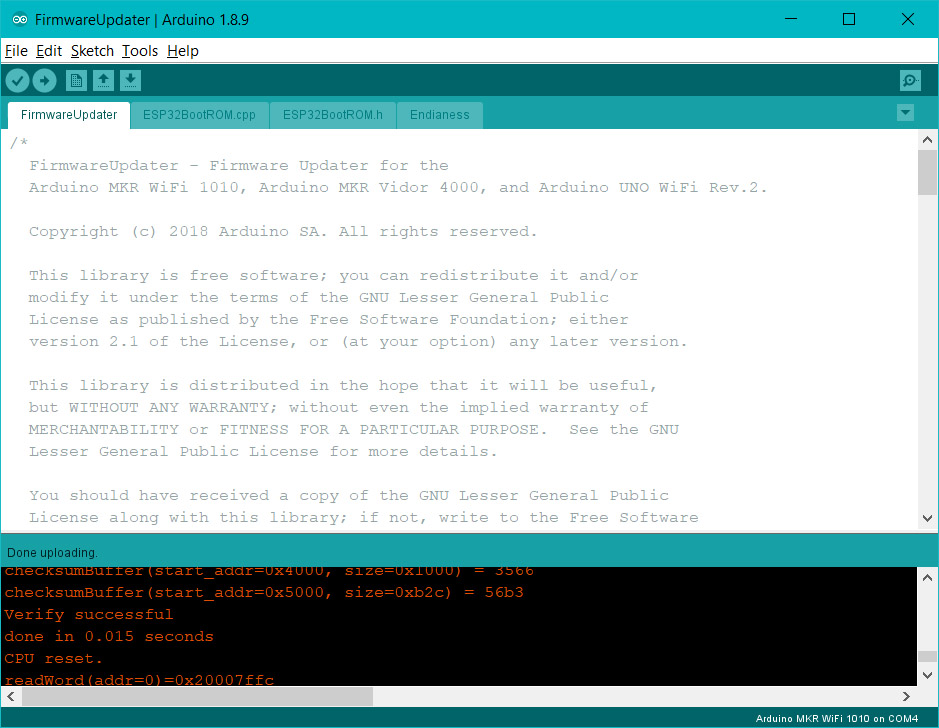 FirmwareUpdater | Arduino 1.8.9
File Edit Sketch Tools Help
FirmwareUpdater ESP32BootROM.cpp ESP32BootROM.h Endianess
/*
FirmwareUpdater - Firmware Updater for the
Arduino MKR WiFi 1010, Arduino MKR Vidor 4000, and Arduino UNO WiFi Rev.2.
Copyright (c) 2018 Arduino SA. All rights reserved.
This library is free software; you can redistribute it and/or
modify it under the terms of the GNU Lesser General Public
License as published by the Free Software Foundation; either
version 2.1 of the License, or (at your option) any later version.
This library is distributed in the hope that it will be useful,
but WITHOUT ANY WARRANTY; without even the implied warranty of
MERCHANTABILITY or FITNESS FOR A PARTICULAR PURPOSE.  See the GNU
Lesser General Public License for more details.
You should have received a copy of the GNU Lesser General Public
License along with this library; if not, write to the Free Software
Done uploading.
checksumBuffer(start_addr=0x4000, size=0x1000) = 3566
checksumBuffer(start_addr=0x5000, size=0xb2c) = 56b3
Verify successful
done in 0.015 seconds
CPU reset.
readWord(addr=0)=0x20007ffc
Arduino MKR WiFi 1010 on COM4